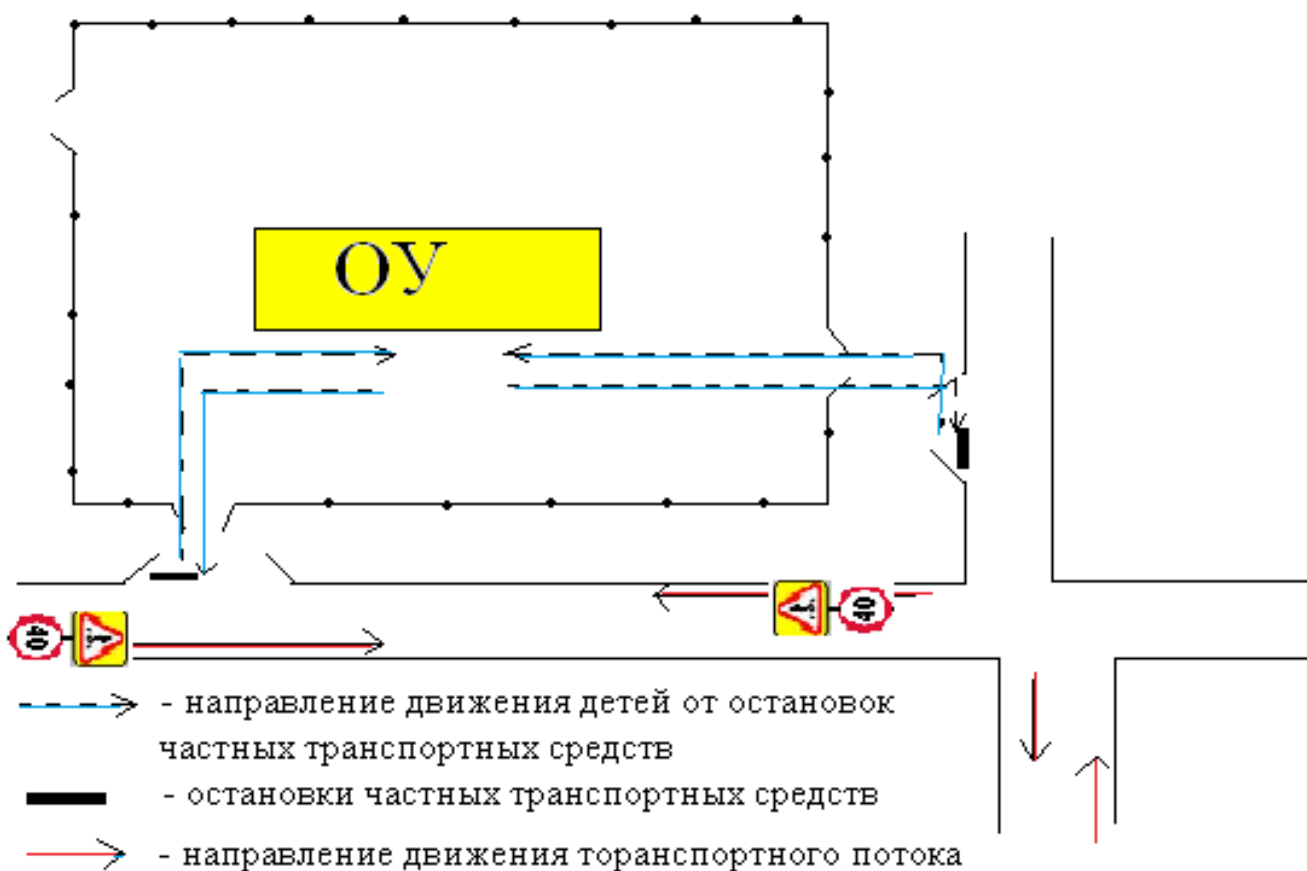 ОУ
40
40
- направление движения детей от остановок
частных транспортных средств
- остановки частных транспортных средств
- направление движения торанспортного потока